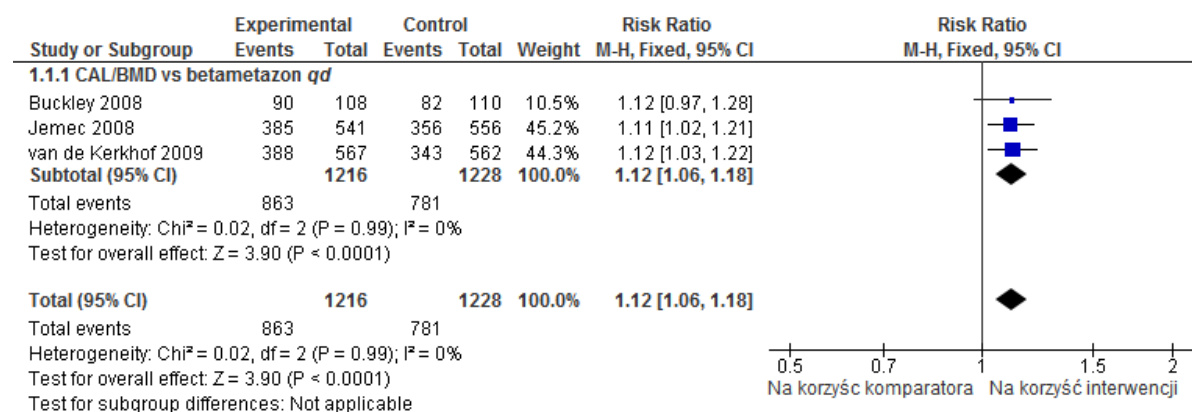 Experimental Control Risk Ratio Risk Ratio
Study or Subgroup Events Total Events Total Weight M-H, Fixed, 95% CI M-H, Fixed, 95% CI
1.1.1 CAL/BMD vs betametazon qd
Buckley 2008 90 108 82 110 10.5% 1.12 [0.97, 1.28]
Jemec 2008 385 541 356 556 45.2% 1.11 [1.02, 1.21]
van de Kerkhof 2009 388 567 343 562 44.3% 1.12 [1.03, 1.22]
Subtotal (95% CI) 1216 1228 100.0% 1.12 [1.06, 1.18]
Total events 863 781
Heterogeneity: Chi² = 0.02, df = 2 (P = 0.99); I² = 0%
Test for overall effect: Z = 3.90 (P < 0.0001)
Total (95% CI) 1216 1228 100.0% 1.12 [1.06, 1.18]
Total events 863 781
Heterogeneity: Chi² = 0.02, df = 2 (P = 0.99); I² = 0%
Test for overall effect: Z = 3.90 (P < 0.0001)
Test for subgroup differences: Not applicable
0.5 0.7 1 1.5 2
Na korzyśc komparatora Na korzyść interwencji